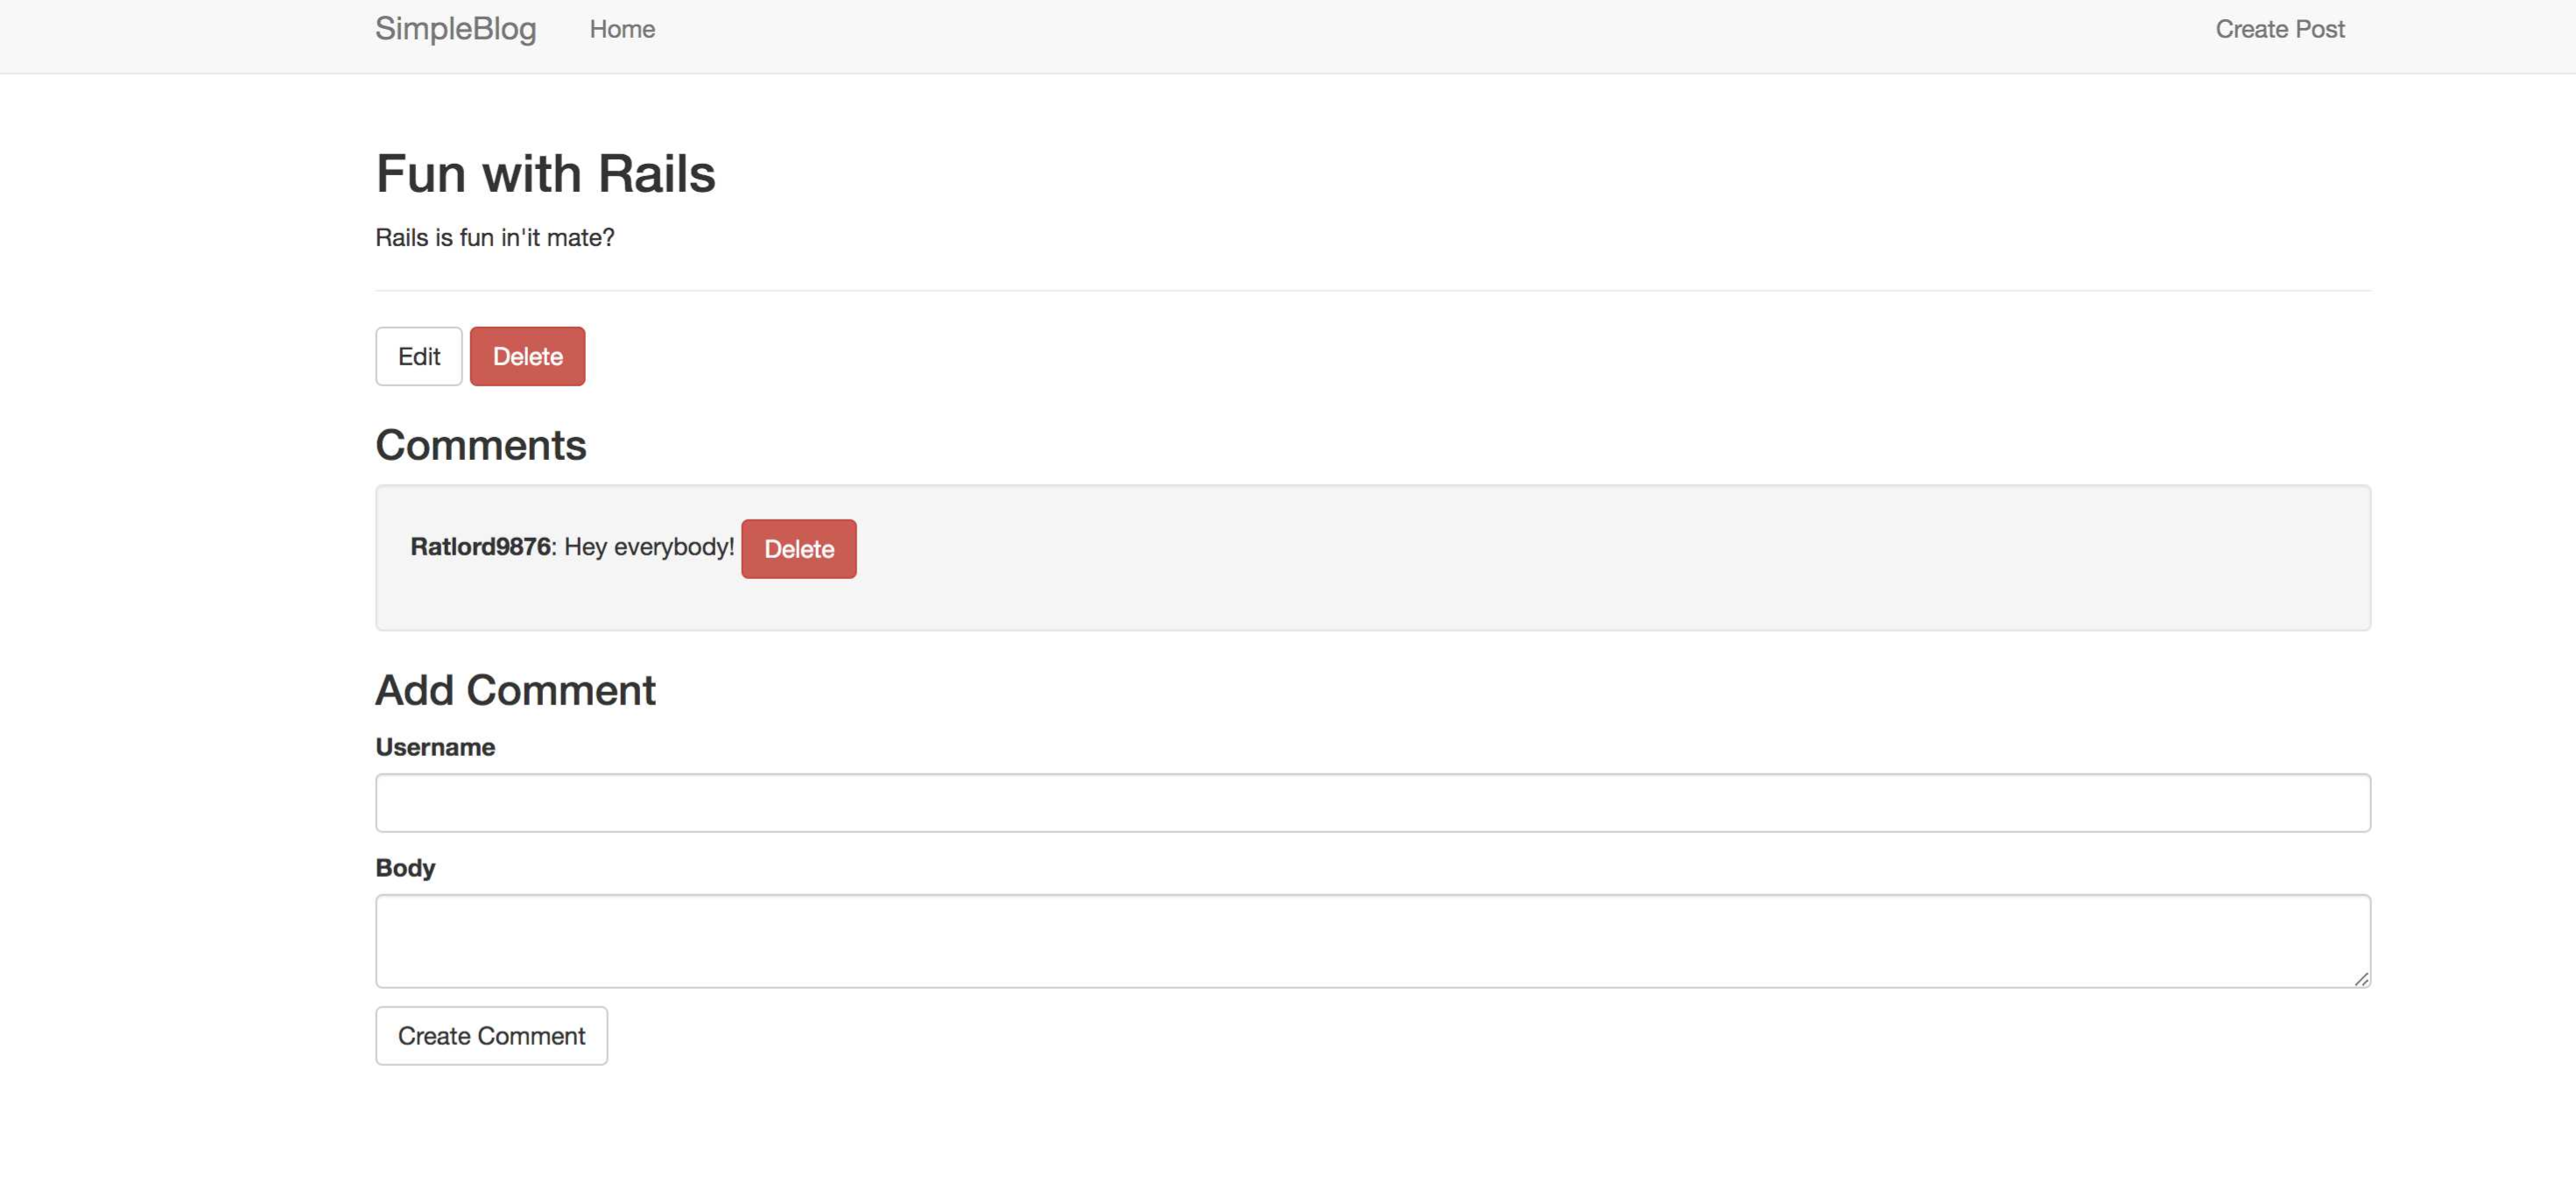 SimpleBlog Home Create Post
Fun with Rails
Rails is fun in'it mate?
Edit Delete
Comments
Ratlord9876: Hey everybody! Delete
Add Comment
Username
Body
Create Comment